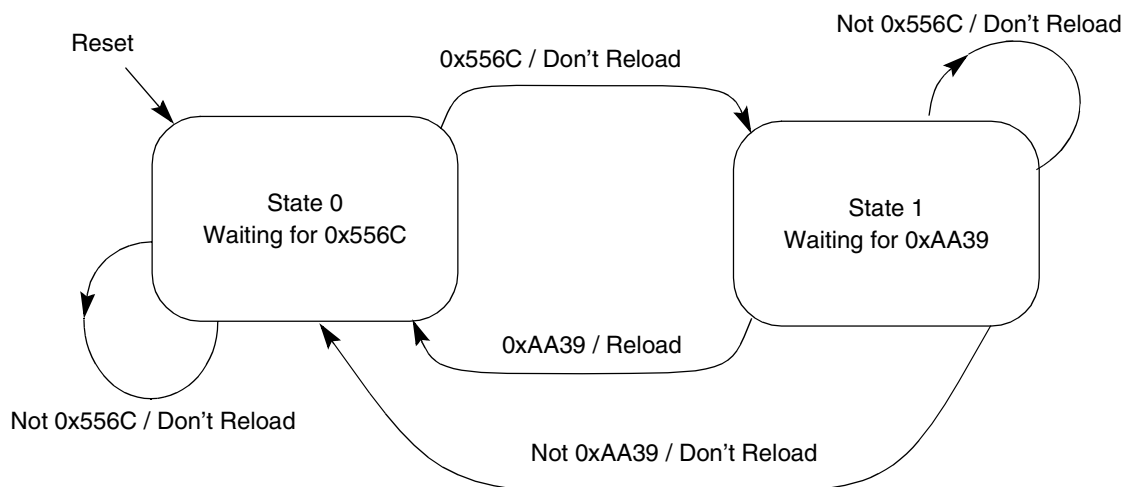 Reset
0x556C / Don't Reload
Not 0x556C / Don't Reload
State 0
Waiting for 0x556C
State 1
Waiting for 0xAA39
0xAA39 / Reload
Not 0x556C / Don't Reload
Not 0xAA39 / Don't Reload